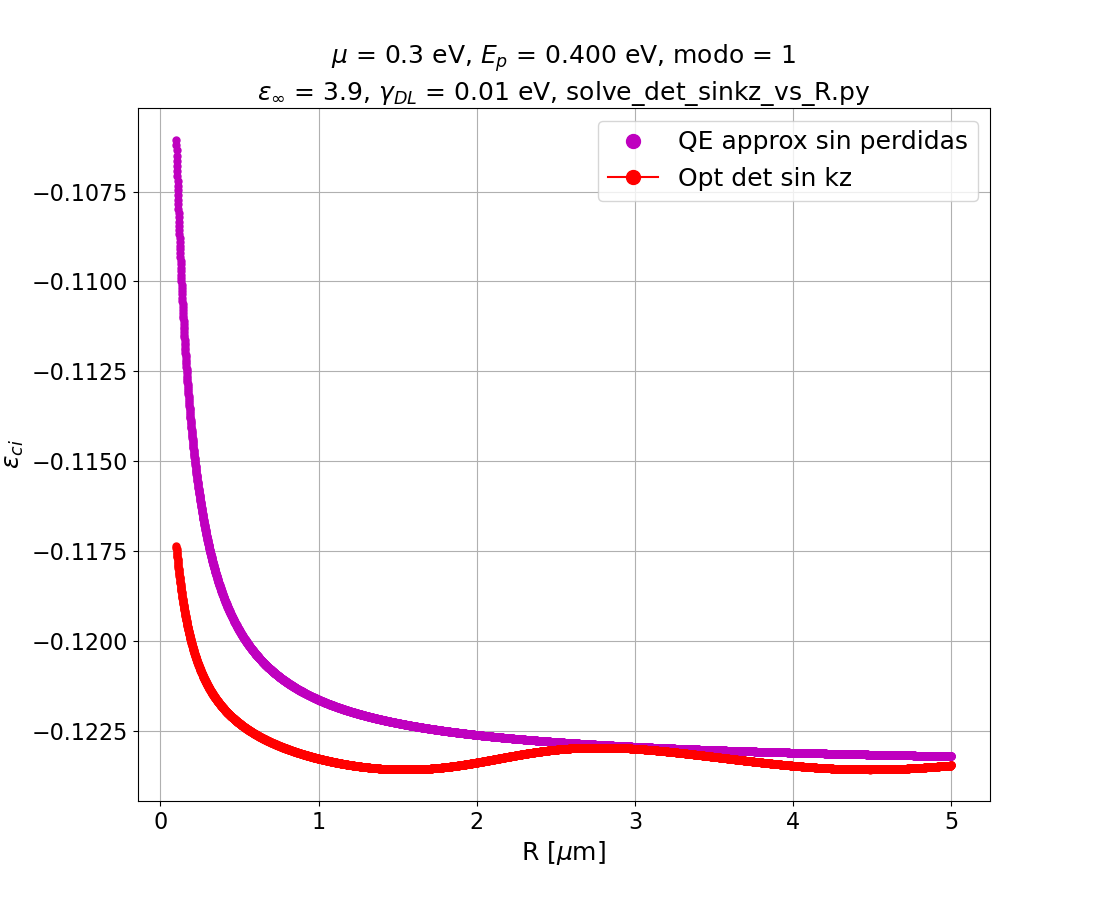 μ = 0.3 eV, E_p = 0.400 eV, modo = 1
ε_∞ = 3.9, γ_DL = 0.01 eV, solve_det_sinkz_vs_R.py
QE approx sin perdidas
Opt det sin kz
−0.1075
−0.1100
−0.1125
−0.1150
−0.1175
−0.1200
−0.1225
ε_ci
0 1 2 3 4 5
R [μm]